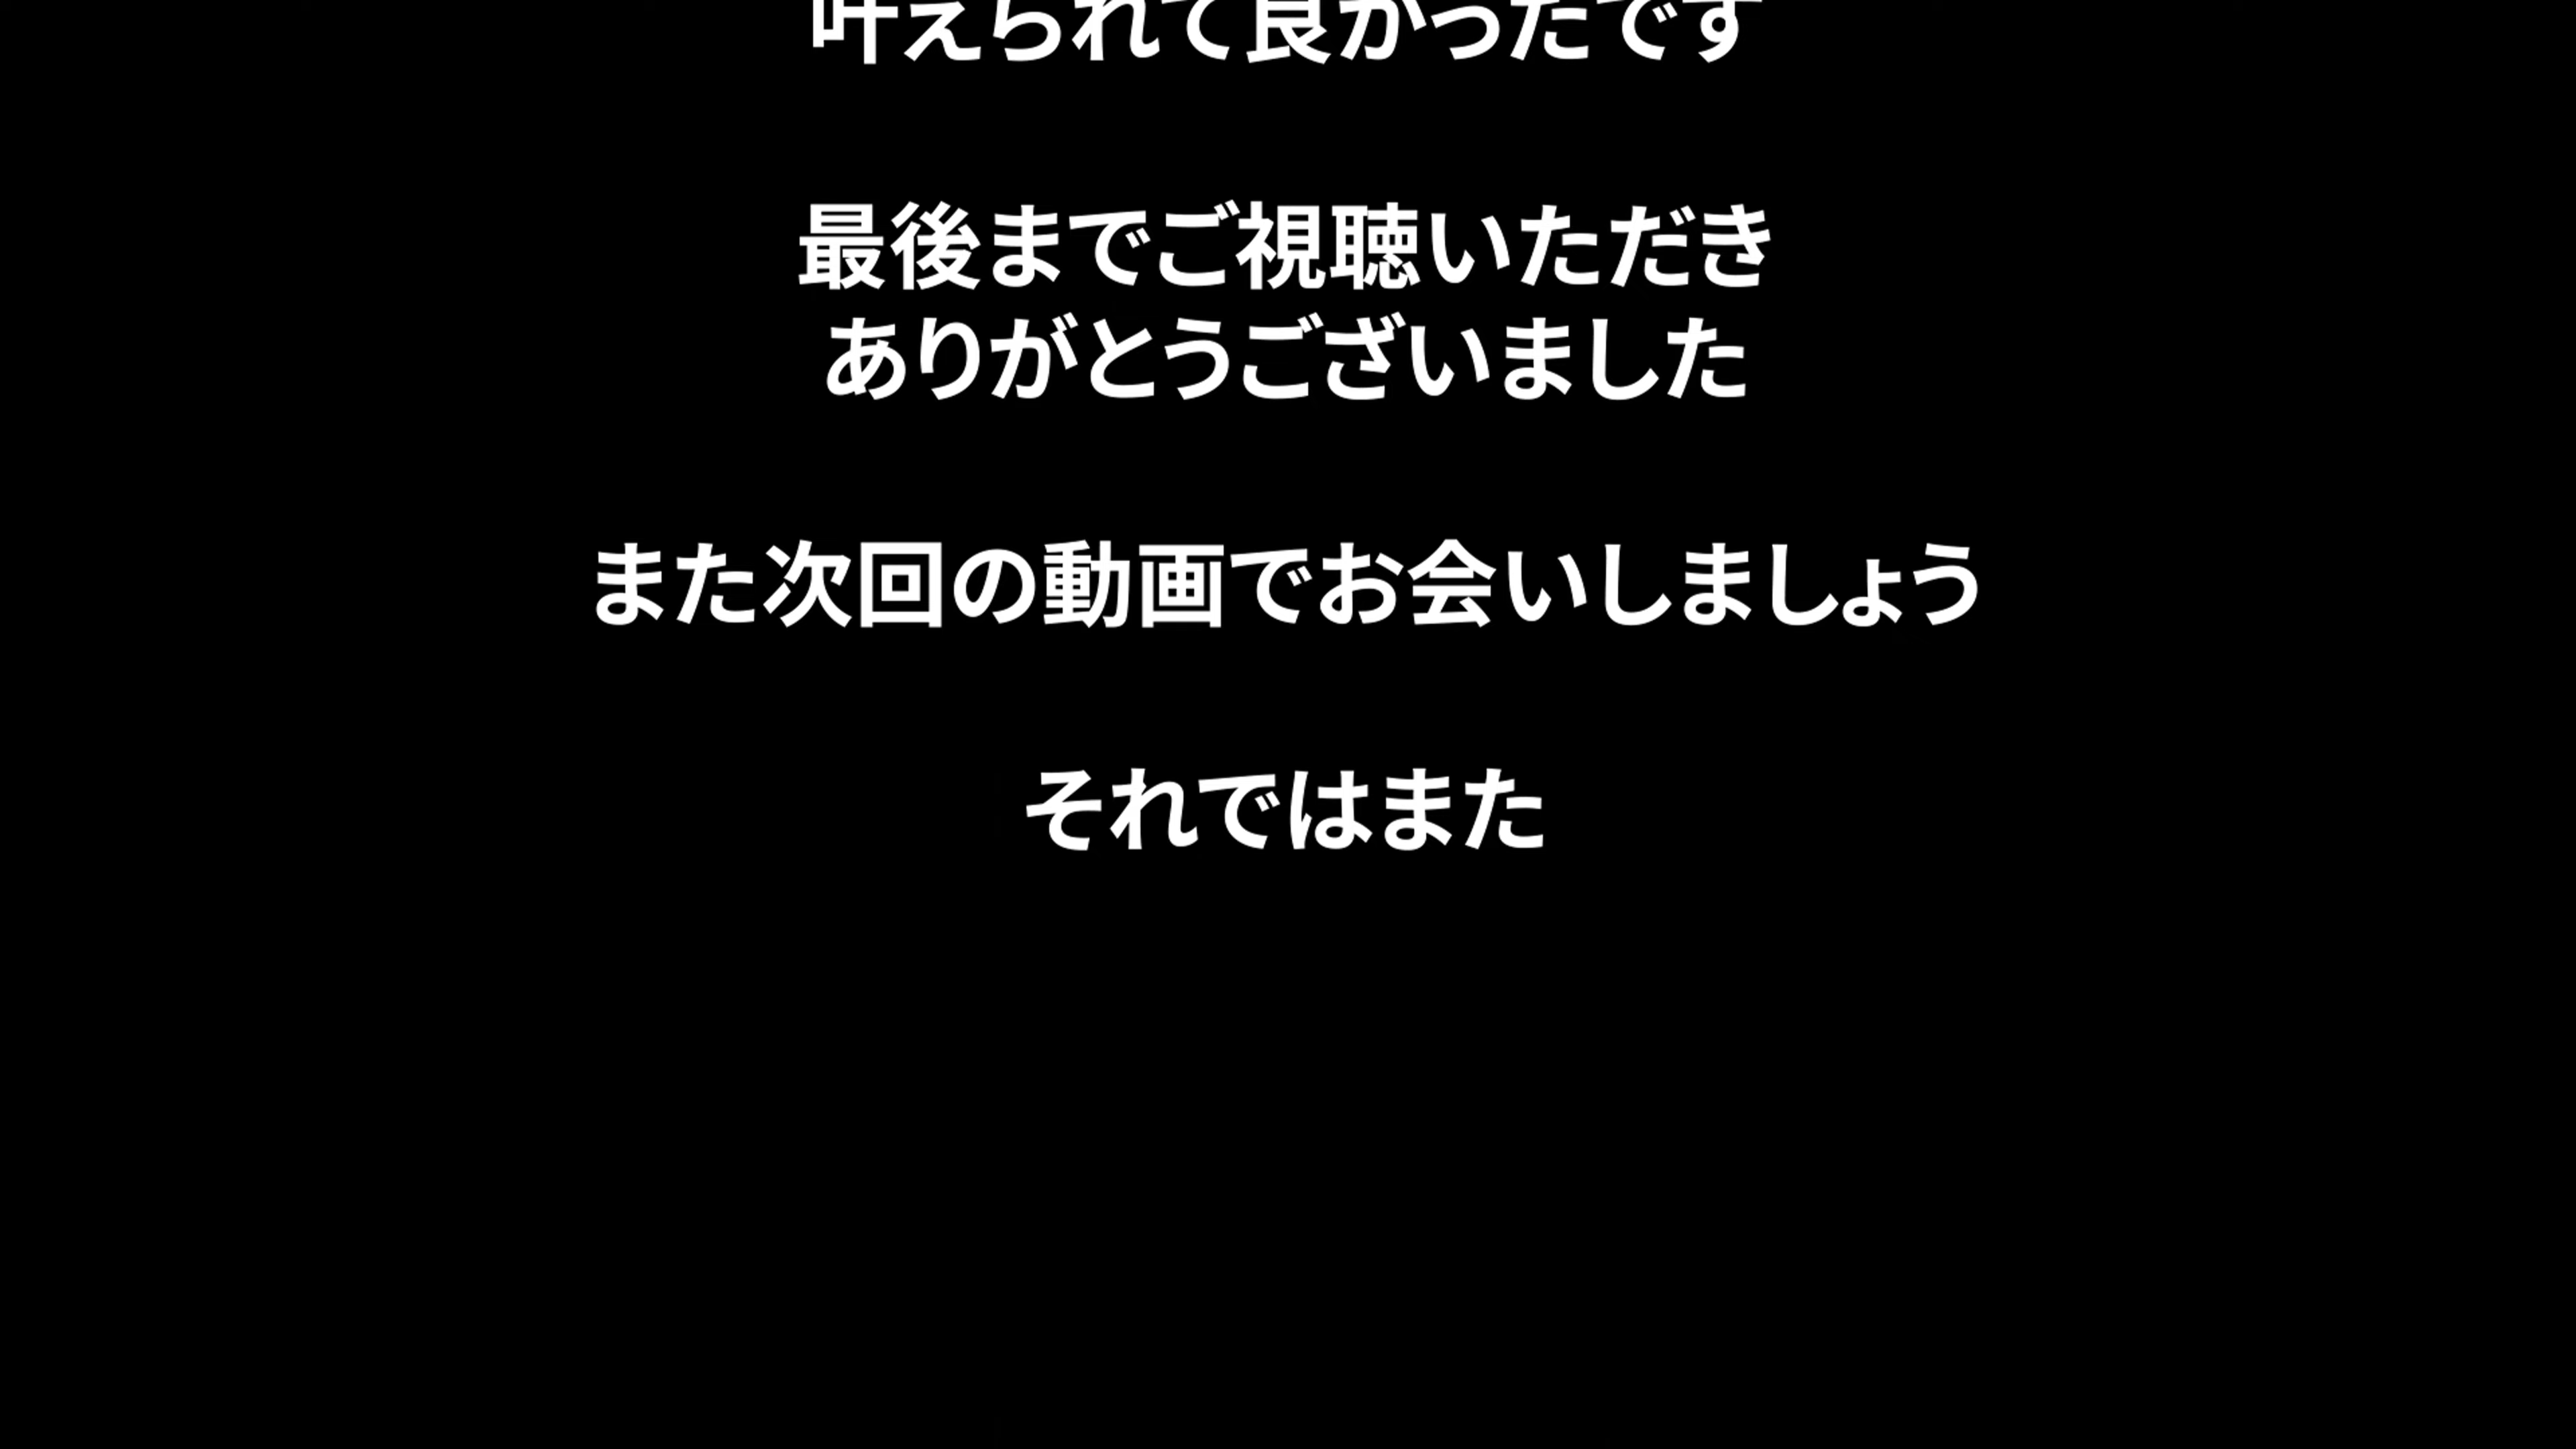 叶えられて良かったです
最後までご視聴いただき
ありがとうございました
また次回の動画でお会いしましょう
それではまた